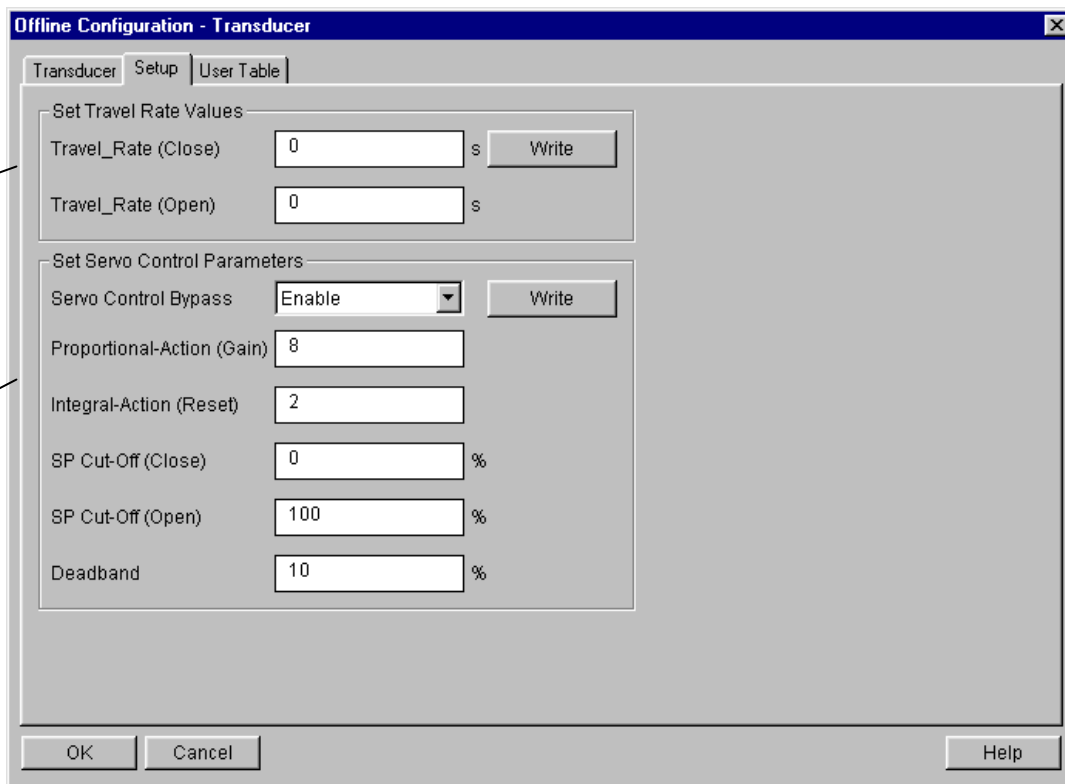 Offline Configuration - Transducer
Transducer Setup User Table
Set Travel Rate Values
Travel_Rate (Close) 0 s Write
Travel_Rate (Open) 0 s
Set Servo Control Parameters
Servo Control Bypass Enable Write
Proportional-Action (Gain) 8
Integral-Action (Reset) 2
SP Cut-Off (Close) 0 %
SP Cut-Off (Open) 100 %
Deadband 10 %
OK Cancel Help